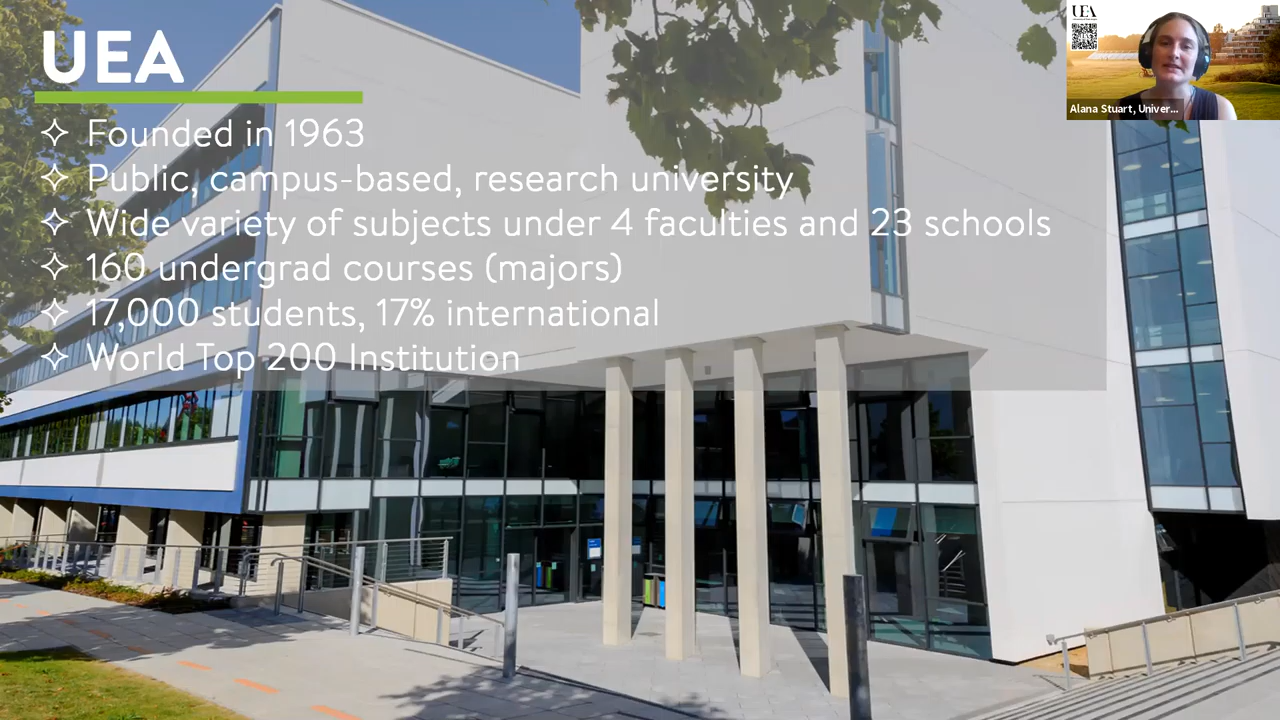 UEA
Founded in 1963
Public, campus-based, research university
Wide variety of subjects under 4 faculties and 23 schools
160 undergrad courses (majors)
17,000 students, 17% international
World Top 200 Institution
UEA
Alana Stuart, Univer...